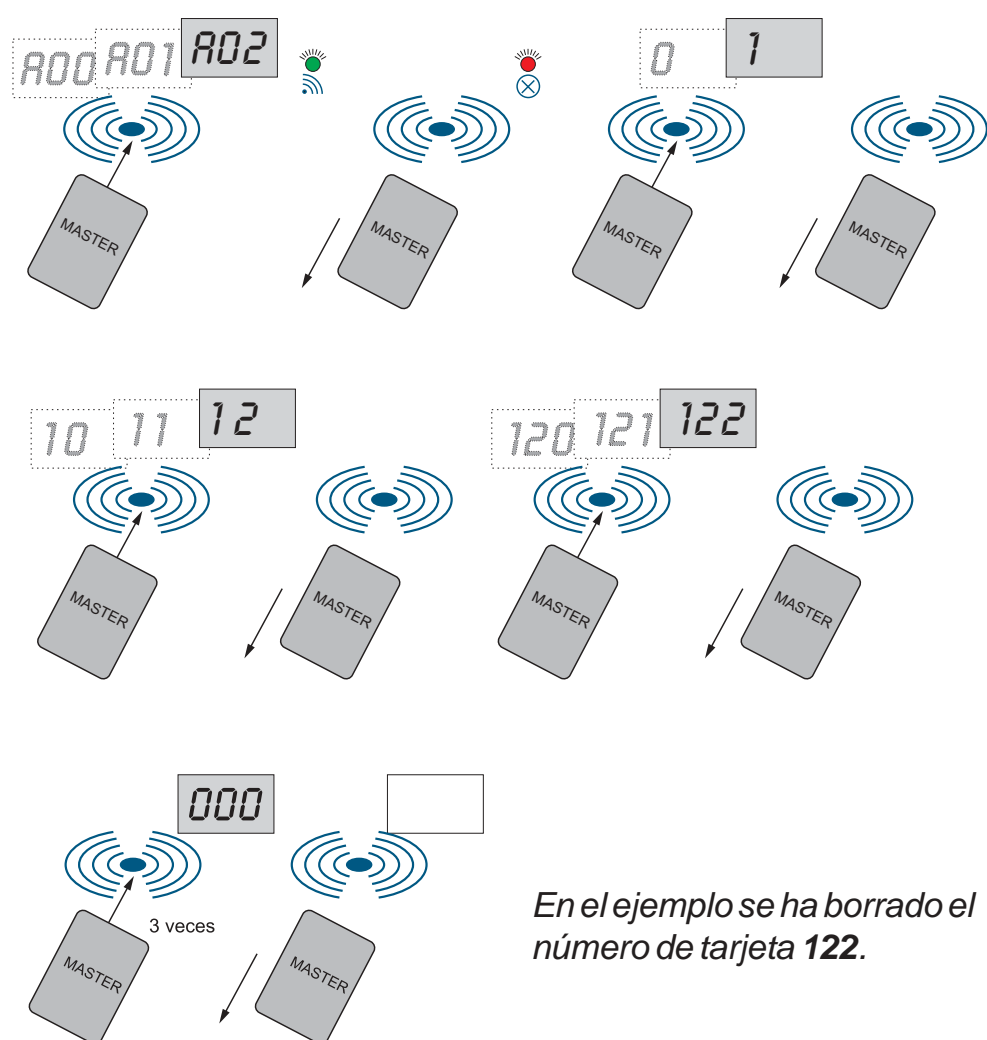 A00 A01 A02
0 1
MASTER MASTER MASTER MASTER
10 11 12
120 121 122
MASTER MASTER MASTER MASTER
000
3 veces
MASTER MASTER
En el ejemplo se ha borrado el
número de tarjeta 122.